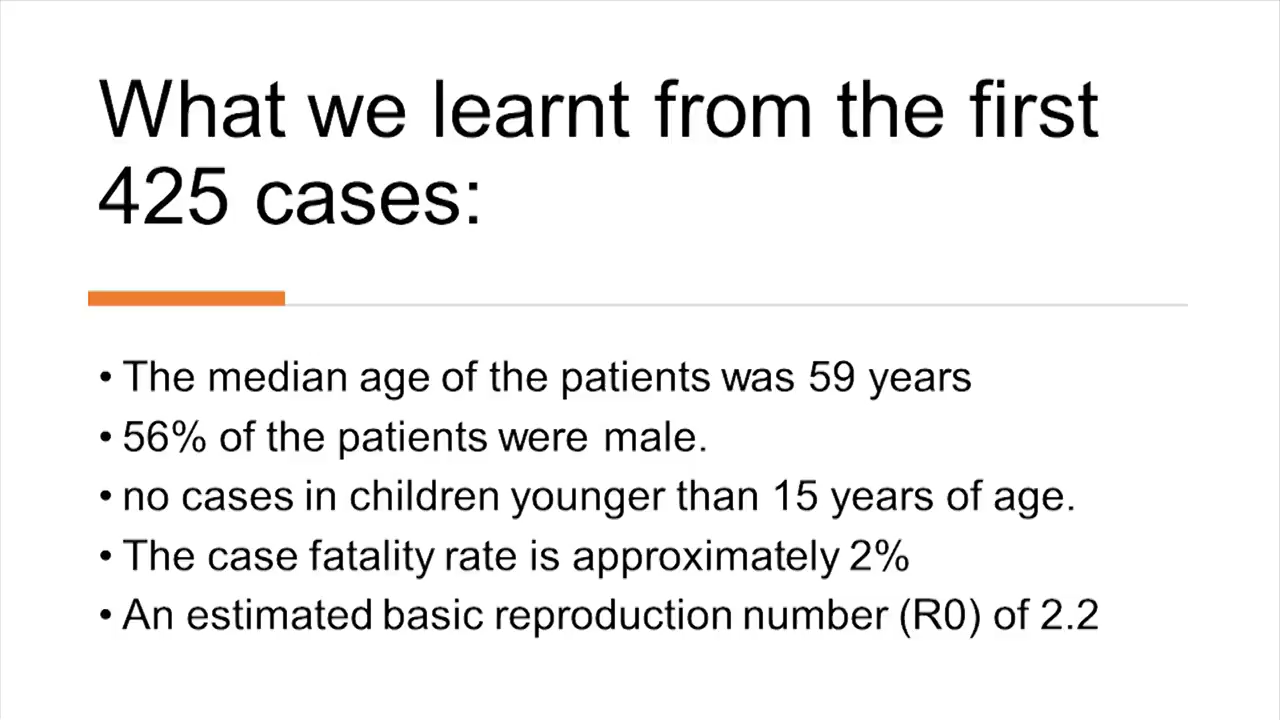 What we learnt from the first
425 cases:
• The median age of the patients was 59 years
• 56% of the patients were male.
• no cases in children younger than 15 years of age.
• The case fatality rate is approximately 2%
• An estimated basic reproduction number (R0) of 2.2